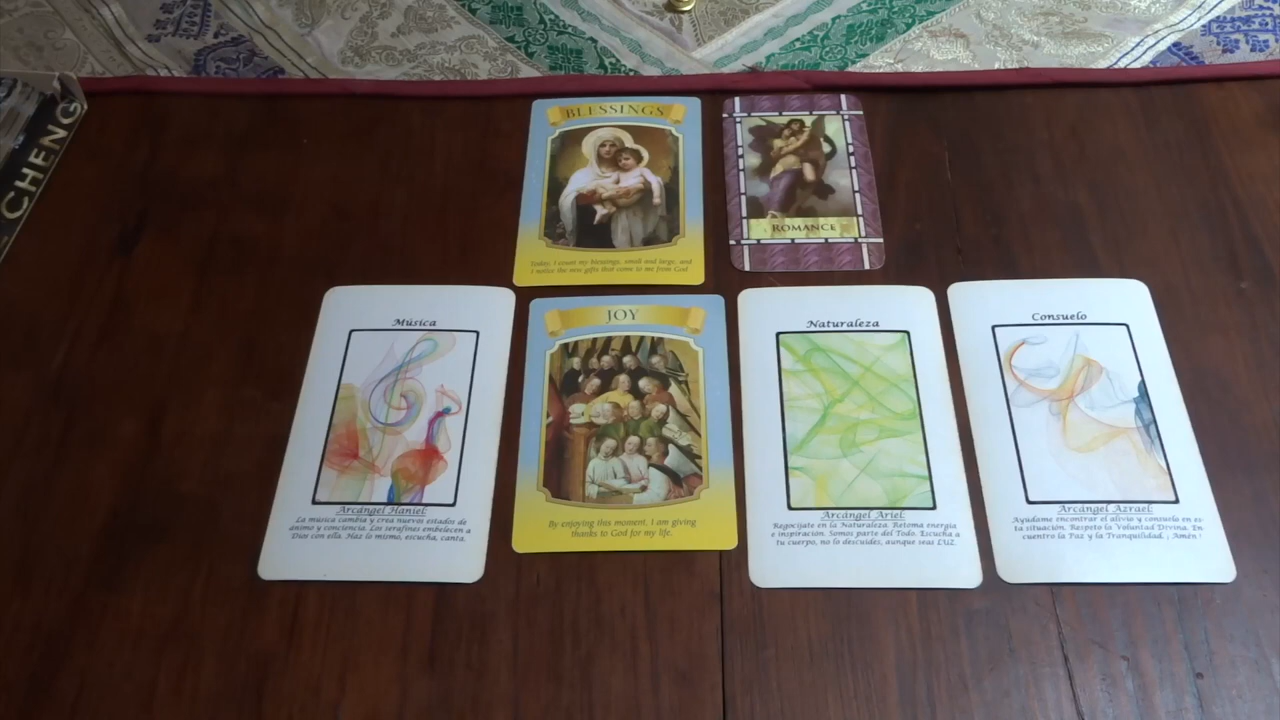 CHENG
BLESSINGS
Today, I count my blessings, small and large, and
I notice the new gifts that come to me from God
ROMANCE
Música
Arcángel Haniel:
La música cambia y crea nuevos estados de
ánimo y conciencia. Los serafines embelecen a
Dios con ella. Haz lo mismo, escucha, canta.
JOY
By enjoying this moment, I am giving
thanks to God for my life.
Naturaleza
Arcángel Ariel:
Regocíjate en la Naturaleza. Retoma energía
e inspiración. Somos parte del Todo. Escucha a
tu cuerpo, no lo descuides, aunque seas LUZ.
Consuelo
Arcángel Azrael:
Ayúdame encontrar el alivio y consuelo en es-
ta situación. Respeto la Voluntad Divina. En
cuentro la Paz y la Tranquilidad. ¡ Amén !